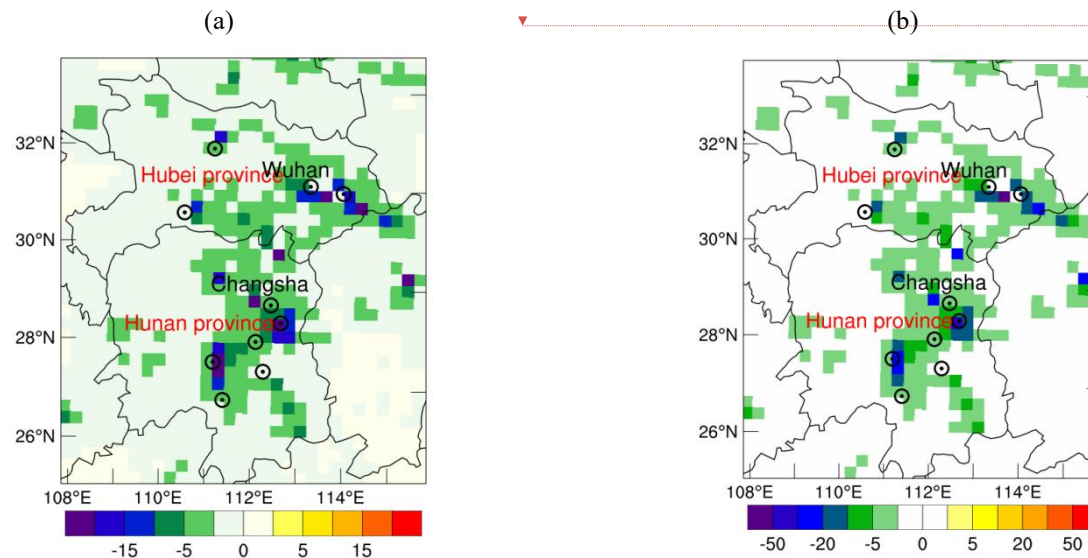 (a)
(b)
32°N
30°N
28°N
26°N
Wuhan
Hubei province
Changsha
Hunan province
108°E 110°E 112°E 114°E
-15 -5 0 5 15
32°N
30°N
28°N
26°N
Wuhan
Hubei province
Changsha
Hunan province
108°E 110°E 112°E 114°E
-50 -20 -5 0 5 20 50